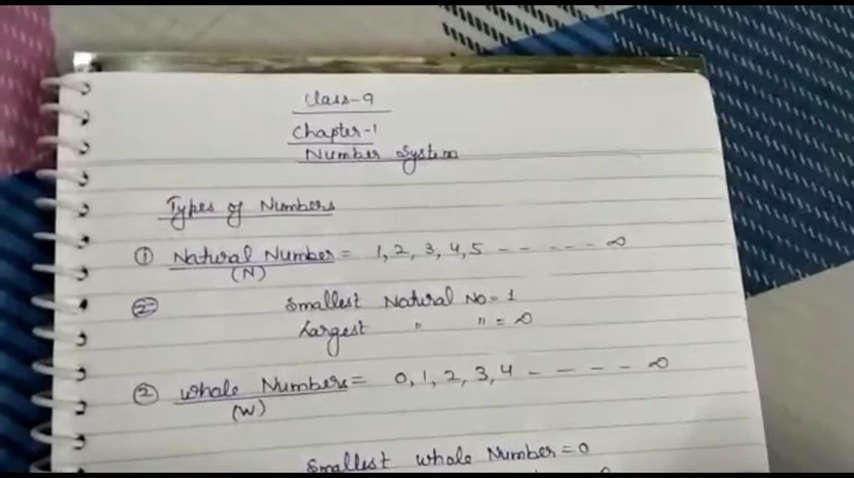 Class-9
Chapter-1
Number System
Types of Numbers
① Natural Number = 1, 2, 3, 4, 5 - - - - - ∞
(N)
② Smallest Natural No = 1
Largest " " = ∞
② Whole Numbers = 0, 1, 2, 3, 4 - - - - ∞
(W)
Smallest whole Number = 0